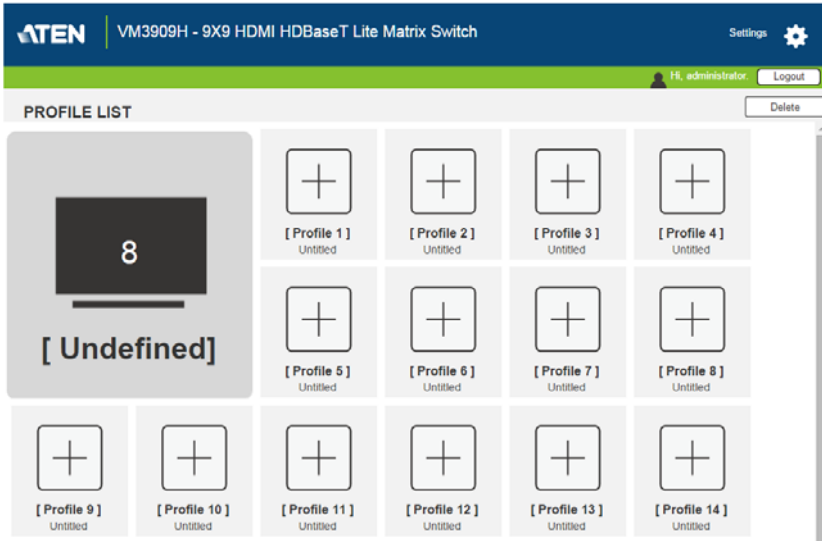 ATEN
VM3909H - 9X9 HDMI HDBaseT Lite Matrix Switch
Settings
Hi, administrator.
Logout
PROFILE LIST
Delete
8
[ Undefined]
[ Profile 1 ]
Untitled
[ Profile 2 ]
Untitled
[ Profile 3 ]
Untitled
[ Profile 4 ]
Untitled
[ Profile 5 ]
Untitled
[ Profile 6 ]
Untitled
[ Profile 7 ]
Untitled
[ Profile 8 ]
Untitled
[ Profile 9 ]
Untitled
[ Profile 10 ]
Untitled
[ Profile 11 ]
Untitled
[ Profile 12 ]
Untitled
[ Profile 13 ]
Untitled
[ Profile 14 ]
Untitled